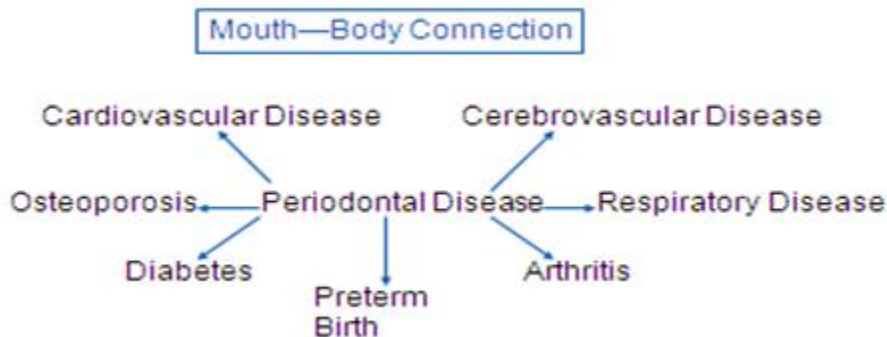 Mouth—Body Connection
Cardiovascular Disease
Cerebrovascular Disease
Osteoporosis
Periodontal Disease
Respiratory Disease
Diabetes
Arthritis
Preterm
Birth